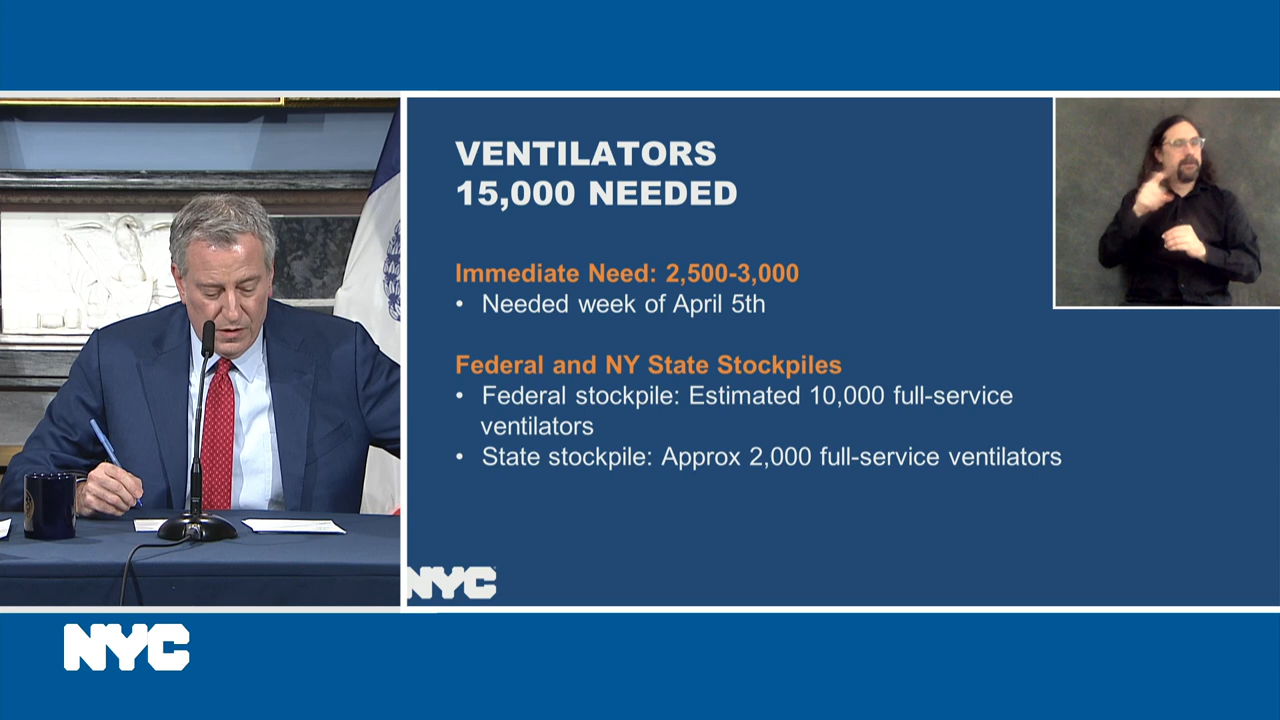 VENTILATORS
15,000 NEEDED
Immediate Need: 2,500-3,000
• Needed week of April 5th
Federal and NY State Stockpiles
• Federal stockpile: Estimated 10,000 full-service
ventilators
• State stockpile: Approx 2,000 full-service ventilators
NYC
NYC